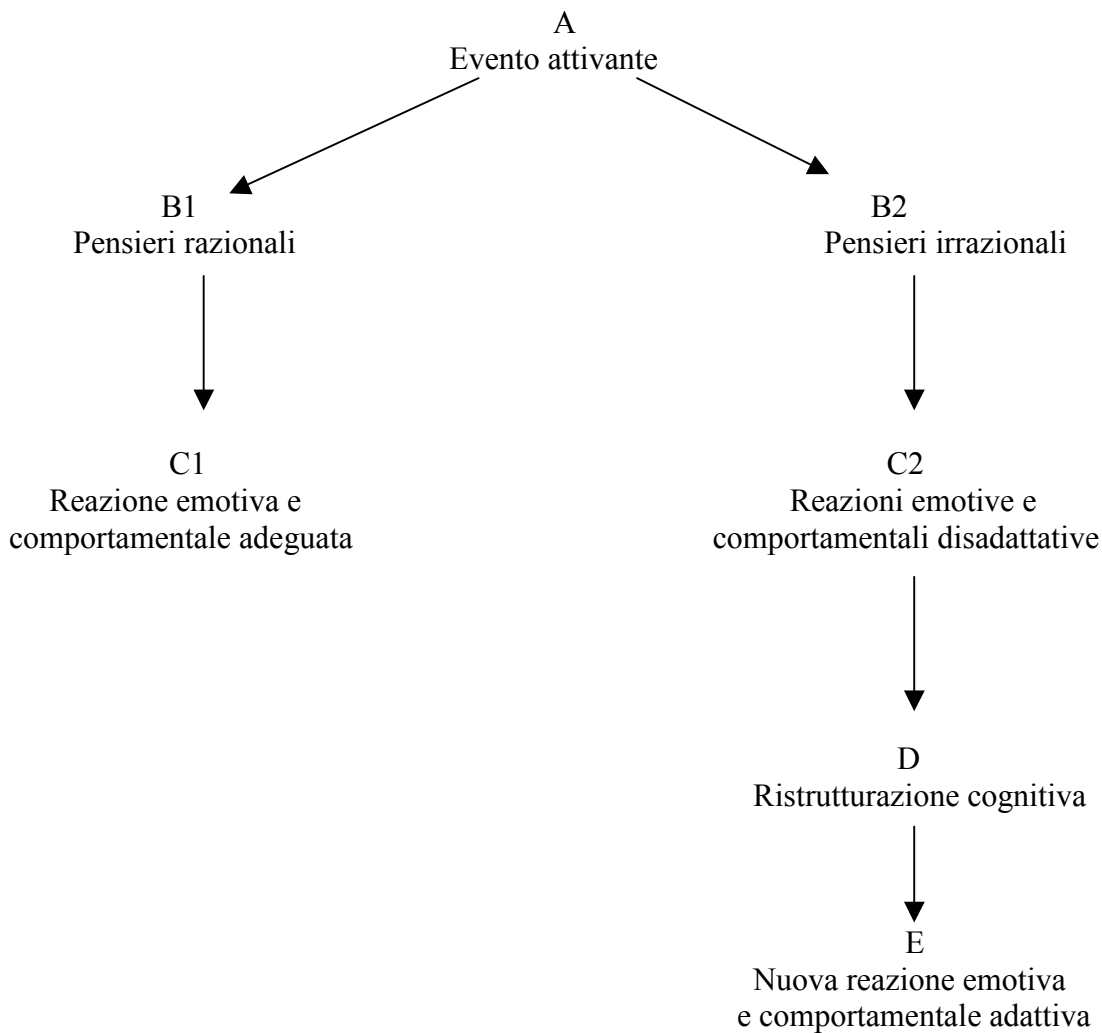 A
Evento attivante
B1
Pensieri razionali
B2
Pensieri irrazionali
C1
Reazione emotiva e
comportamentale adeguata
C2
Reazioni emotive e
comportamentali disadattative
D
Ristrutturazione cognitiva
E
Nuova reazione emotiva
e comportamentale adattiva